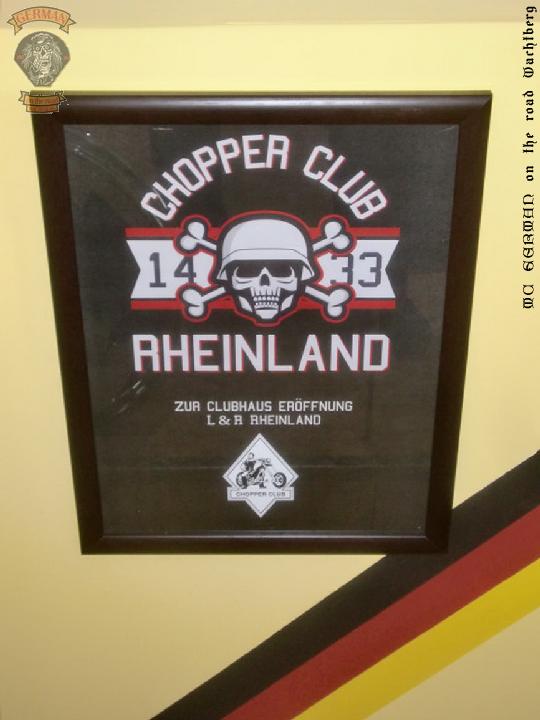 GERMAN
MC GERMAN on the road Wachtberg
CHOPPER CLUB
14 33
RHEINLAND
ZUR CLUBHAUS ERÖFFNUNG
L & R RHEINLAND
CHOPPER CLUB